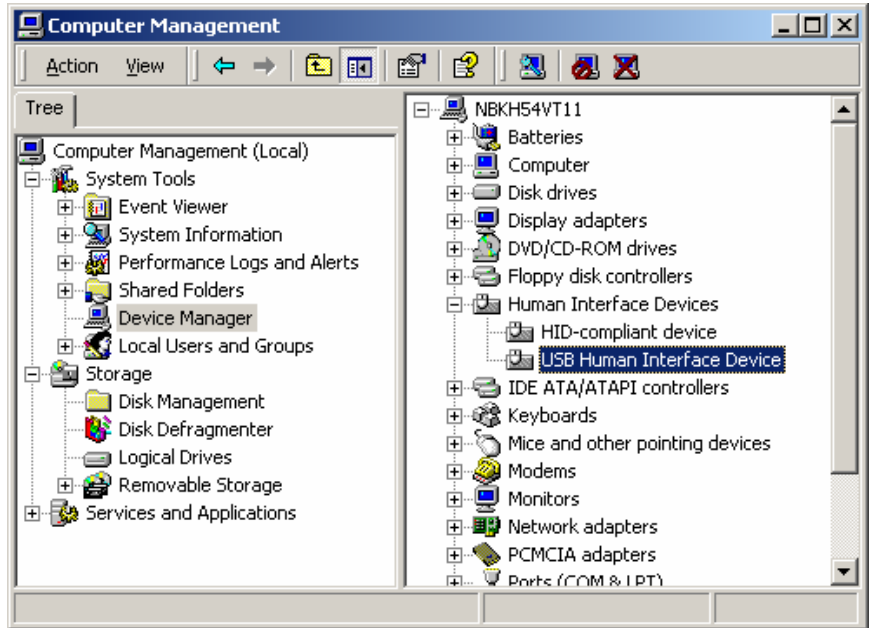 Computer Management
Action View
Tree
Computer Management (Local)
System Tools
Event Viewer
System Information
Performance Logs and Alerts
Shared Folders
Device Manager
Local Users and Groups
Storage
Disk Management
Disk Defragmenter
Logical Drives
Removable Storage
Services and Applications
NBKH54VT11
Batteries
Computer
Disk drives
Display adapters
DVD/CD-ROM drives
Floppy disk controllers
Human Interface Devices
HID-compliant device
USB Human Interface Device
IDE ATA/ATAPI controllers
Keyboards
Mice and other pointing devices
Modems
Monitors
Network adapters
PCMCIA adapters
Ports (COM & LPT)